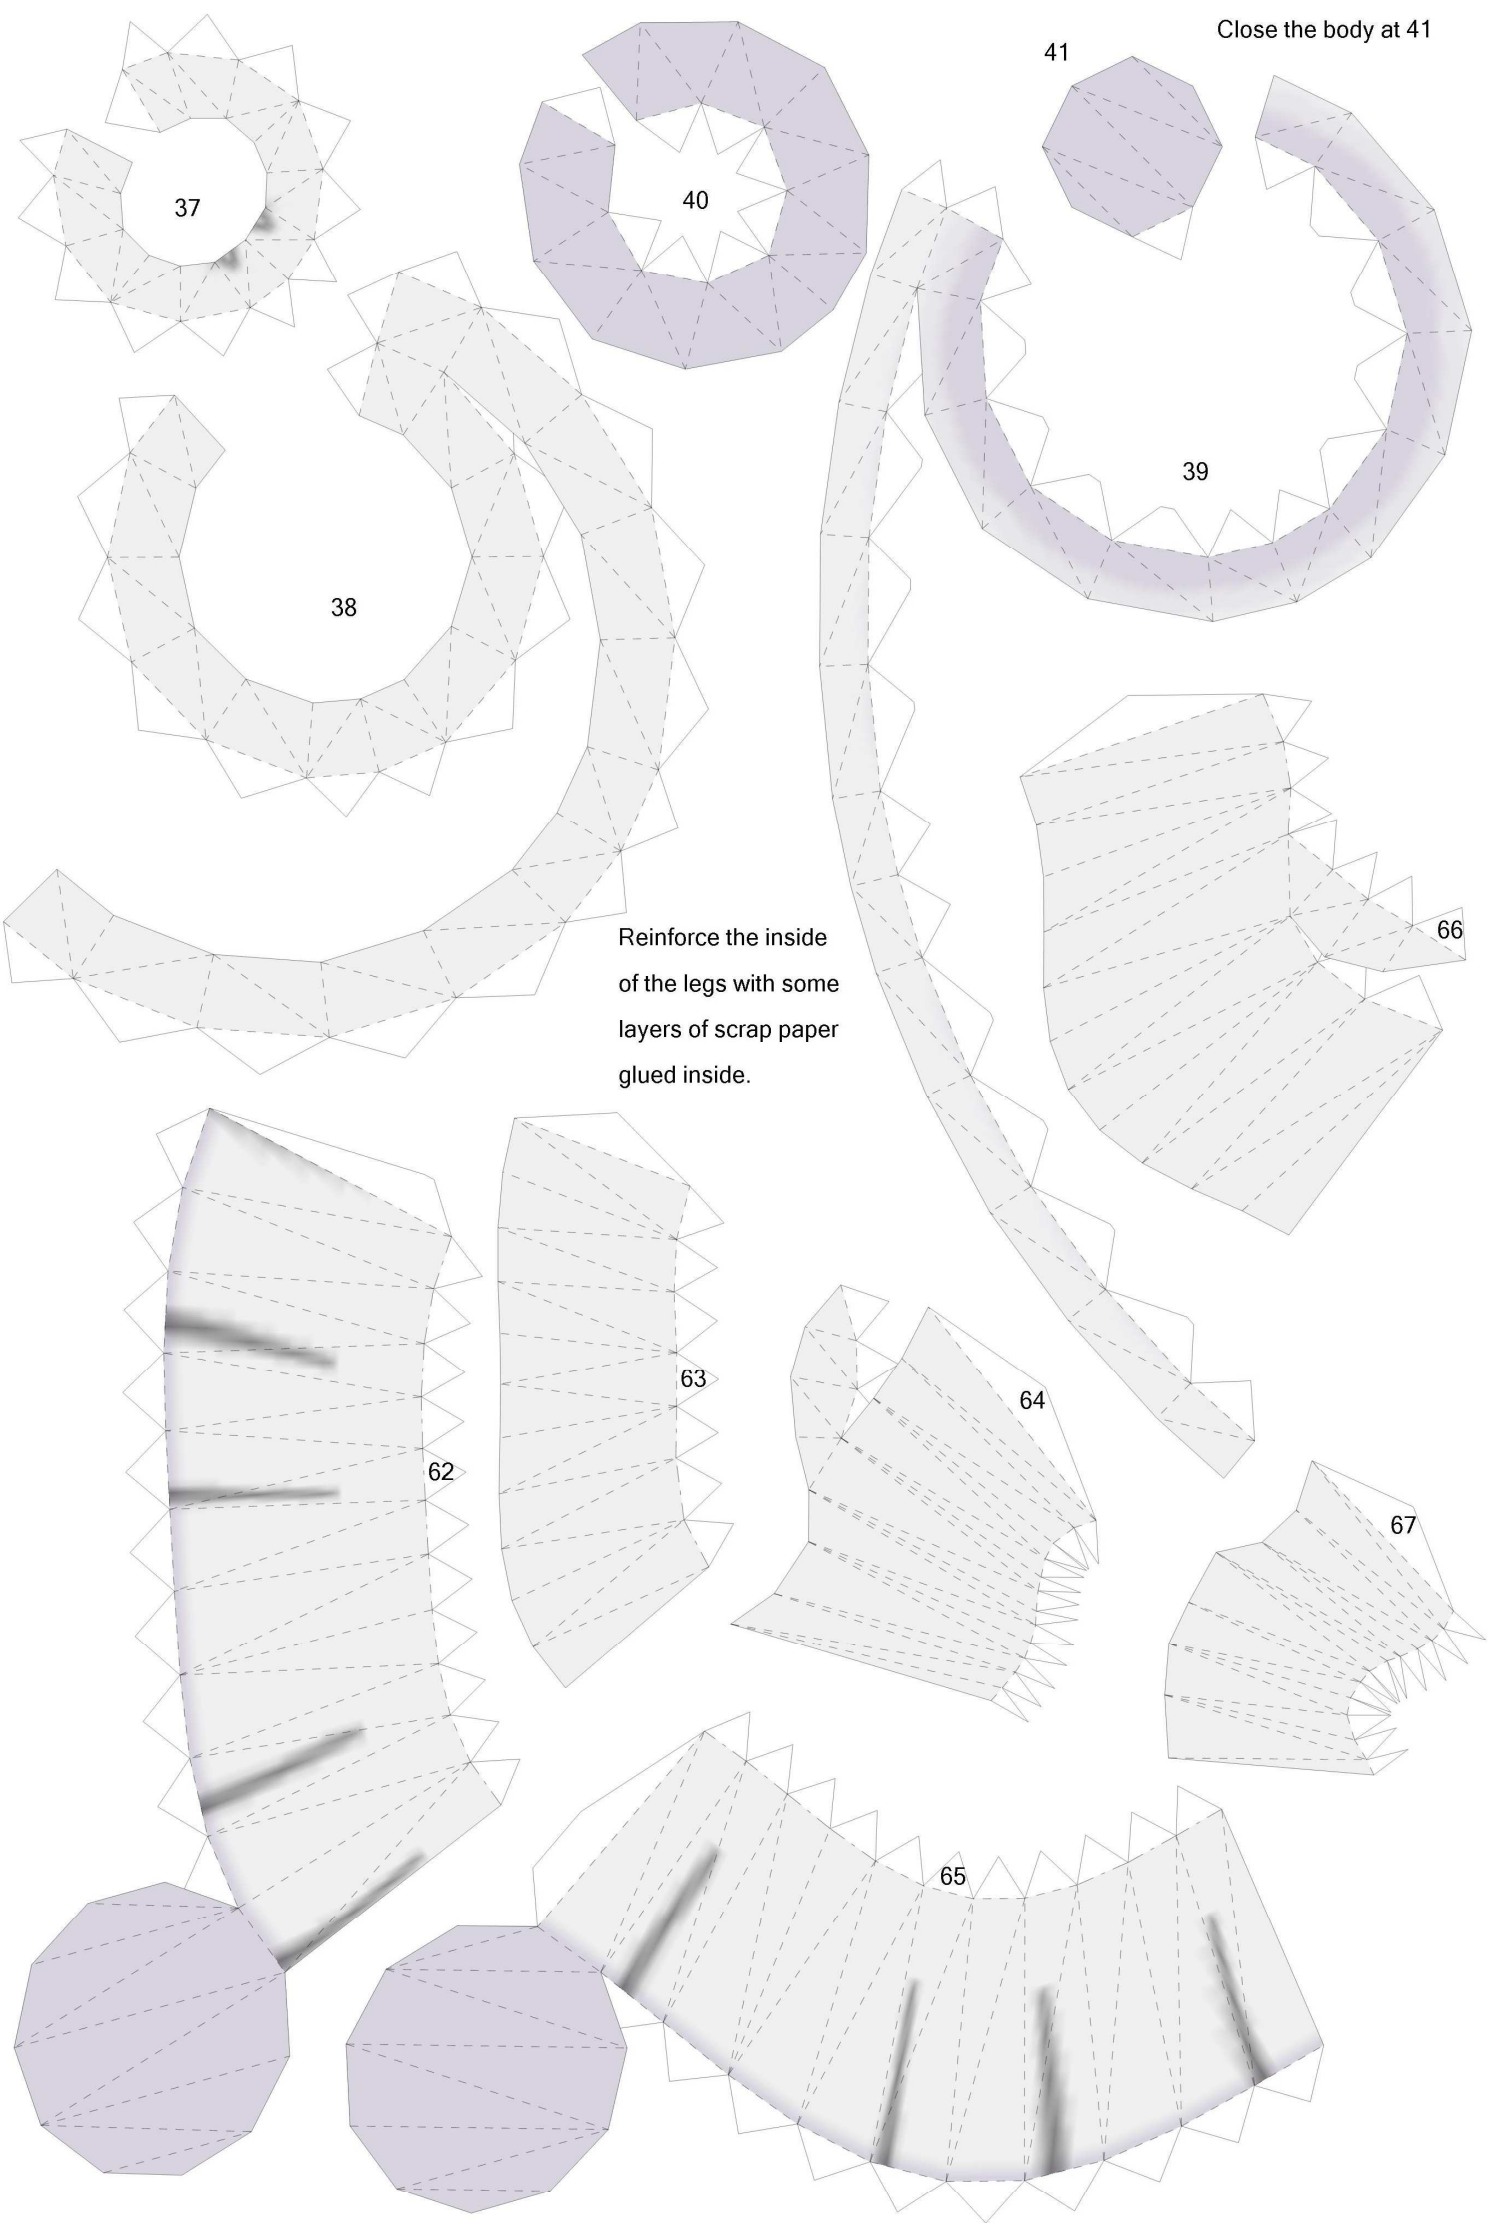 Close the body at 41
41
37
40
39
38
66
Reinforce the inside
of the legs with some
layers of scrap paper
glued inside.
63
64
62
67
65